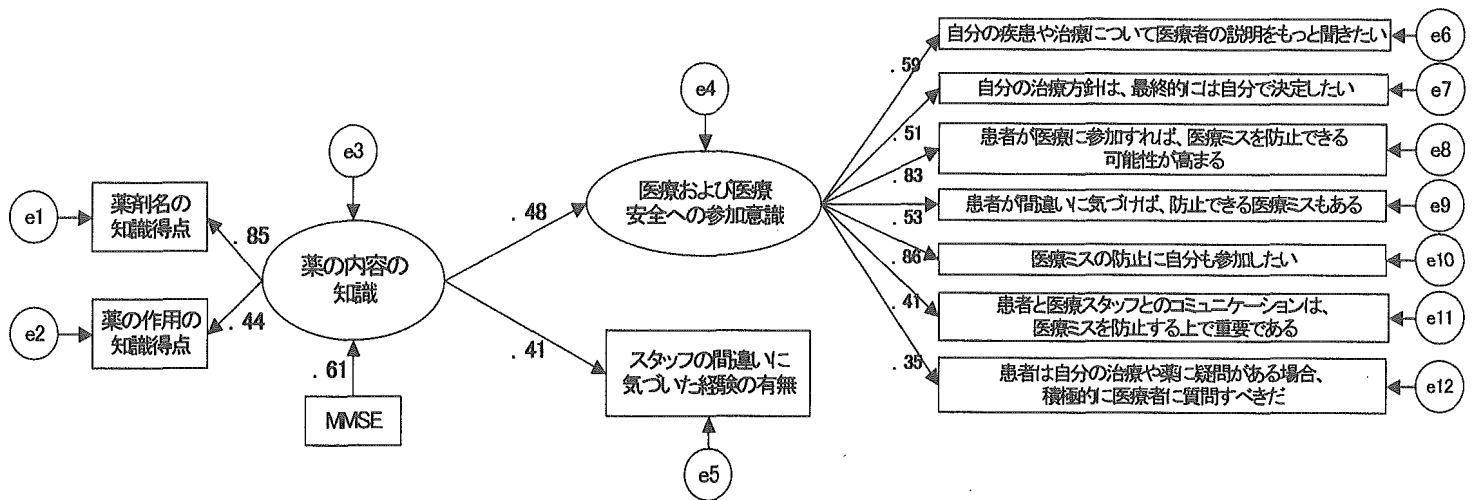 e1
薬剤名の
知識得点
e2
薬の作用の
知識得点
.85
.44
e3
薬の内容の
知識
.61
MMSE
.48
.41
e4
医療および医療
安全への参加意識
スタッフの間違いに
気づいた経験の有無
e5
.59
自分の疾患や治療について医療者の説明をもっと聞きたい
e6
自分の治療方針は、最終的には自分で決定したい
e7
.51
患者が医療に参加すれば、医療ミスを防止できる
可能性が高まる
e8
.83
患者が間違いに気づけば、防止できる医療ミスもある
e9
.53
医療ミスの防止に自分も参加したい
e10
.86
患者と医療スタッフとのコミュニケーションは、
医療ミスを防止する上で重要である
e11
.41
患者は自分の治療や薬に疑問がある場合、
積極的に医療者に質問すべきだ
e12
.35